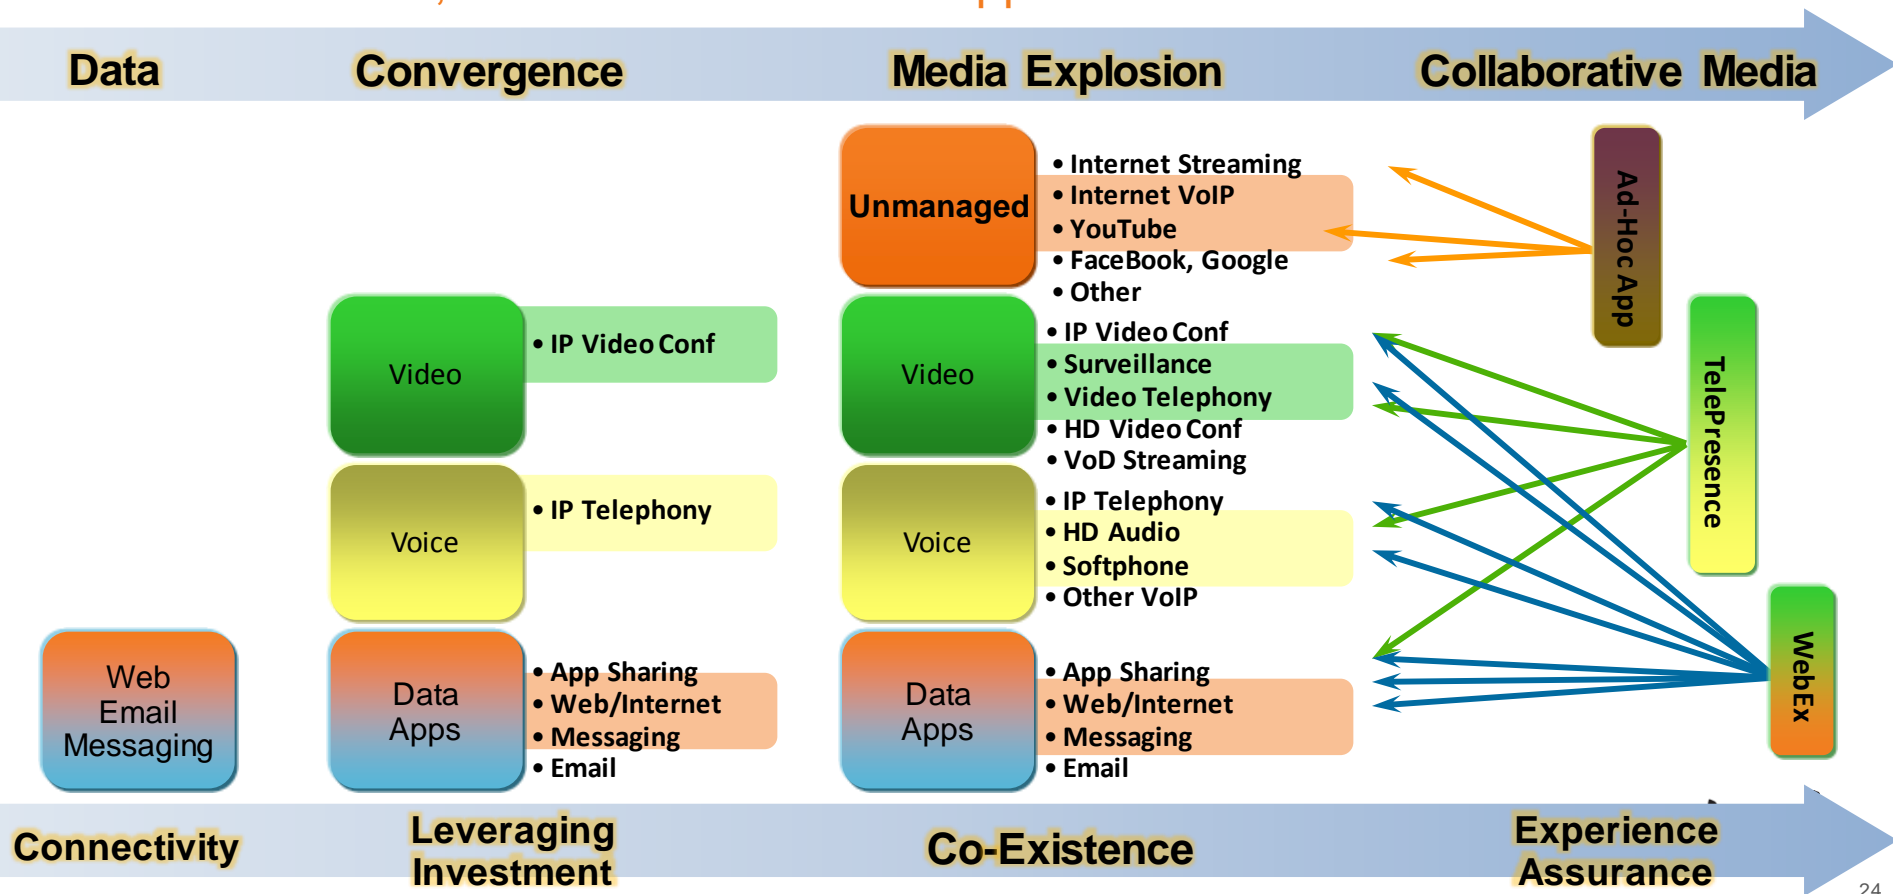 Data
Convergence
Media Explosion
Collaborative Media
Unmanaged
• Internet Streaming
• Internet VoIP
• YouTube
• FaceBook, Google
• Other
Ad-Hoc App
Video
• IP Video Conf
Video
• IP Video Conf
• Surveillance
• Video Telephony
• HD Video Conf
• VoD Streaming
TelePresence
Voice
• IP Telephony
Voice
• IP Telephony
• HD Audio
• Softphone
• Other VoIP
WebEx
Web
Email
Messaging
Data
Apps
• App Sharing
• Web/Internet
• Messaging
• Email
Data
Apps
• App Sharing
• Web/Internet
• Messaging
• Email
Connectivity
Leveraging
Investment
Co-Existence
Experience
Assurance
24